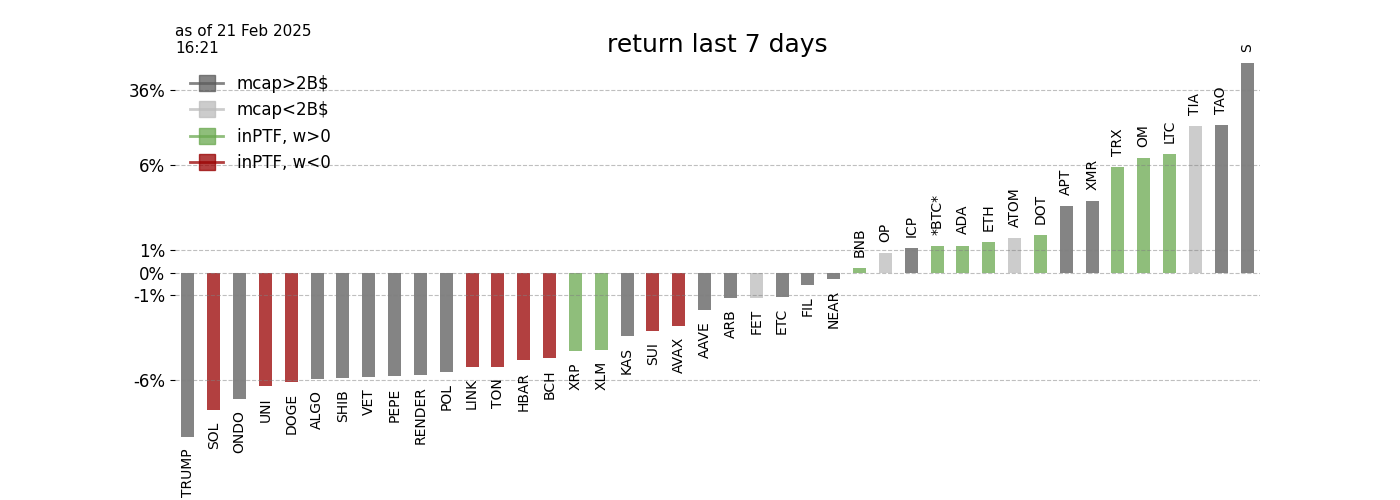 as of 21 Feb 2025
16:21
return last 7 days
mcap>2B$
mcap<2B$
inPTF, w>0
inPTF, w<0
36%
6%
1%
0%
-1%
-6%
TRUMP
SOL
ONDO
UNI
DOGE
ALGO
SHIB
VET
PEPE
RENDER
POL
LINK
TON
HBAR
BCH
XRP
XLM
KAS
SUI
AVAX
AAVE
ARB
FET
ETC
FIL
NEAR
BNB
OP
ICP
*BTC*
ADA
ETH
ATOM
DOT
APT
XMR
TRX
OM
LTC
TIA
TAO
S